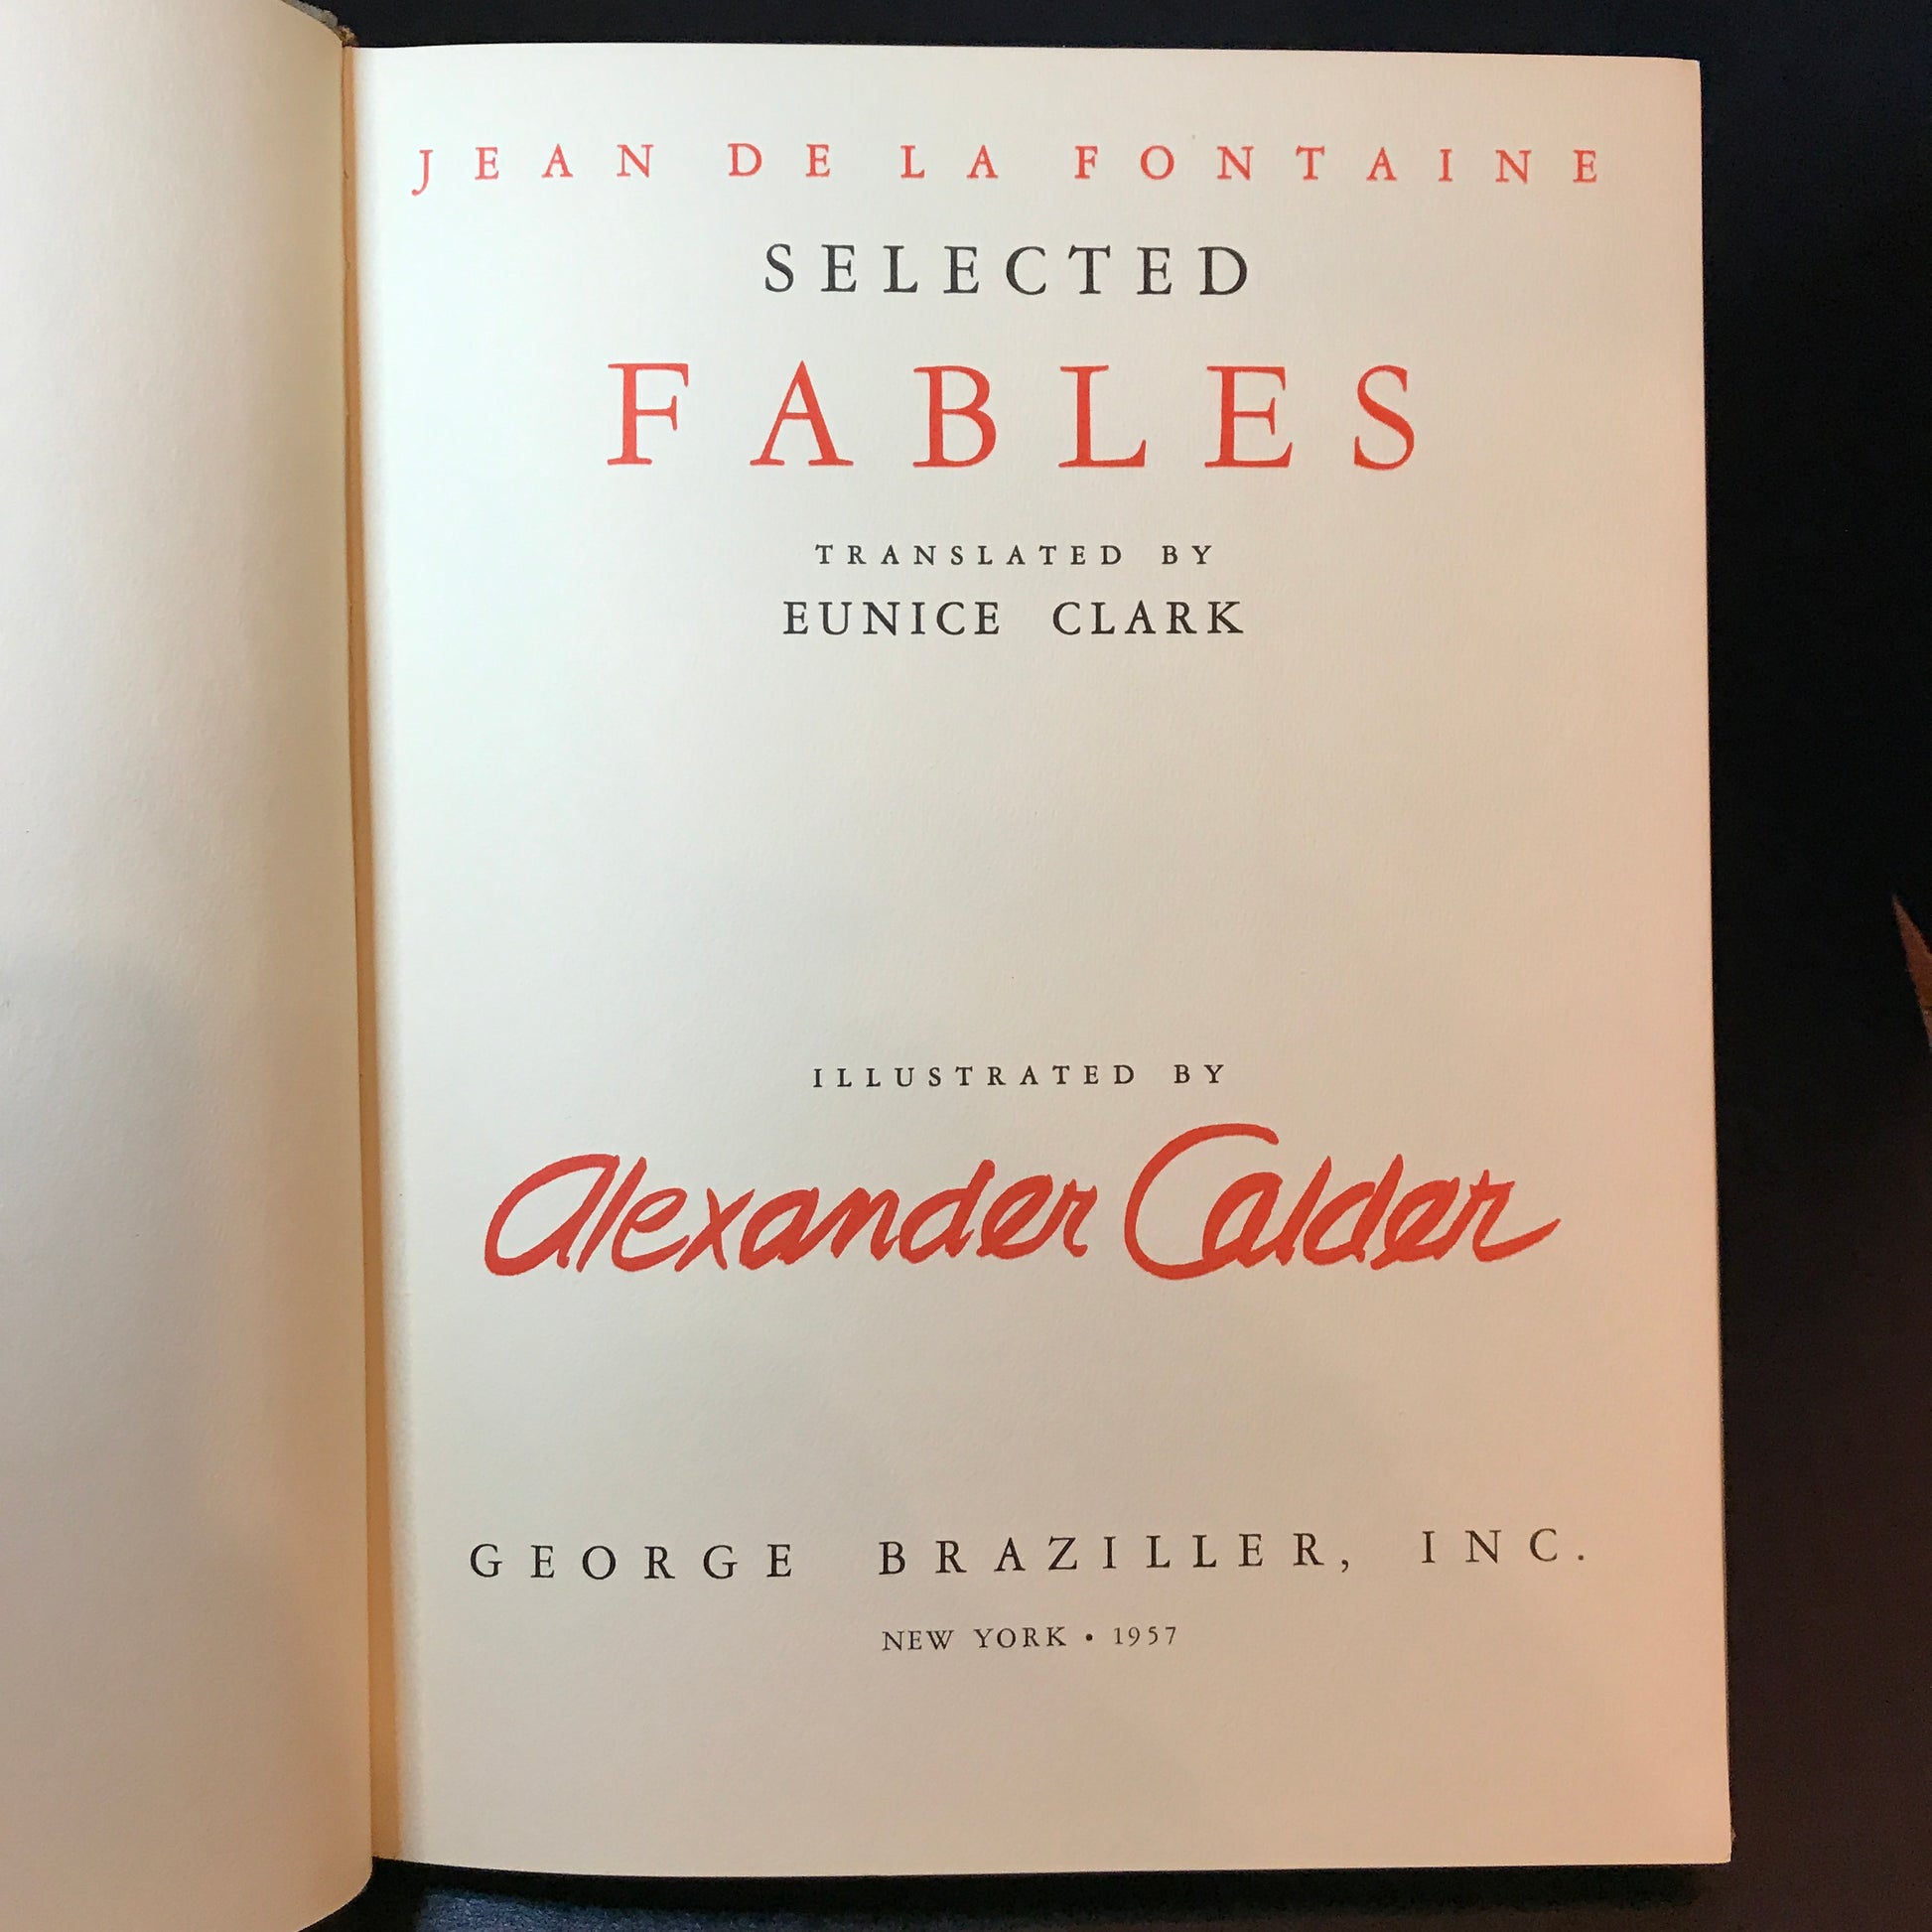 JEAN DE LA FONTAINE
SELECTED
FABLES
TRANSLATED BY
EUNICE CLARK
ILLUSTRATED BY
Alexander Calder
GEORGE BRAZILLER, INC.
NEW YORK • 1957